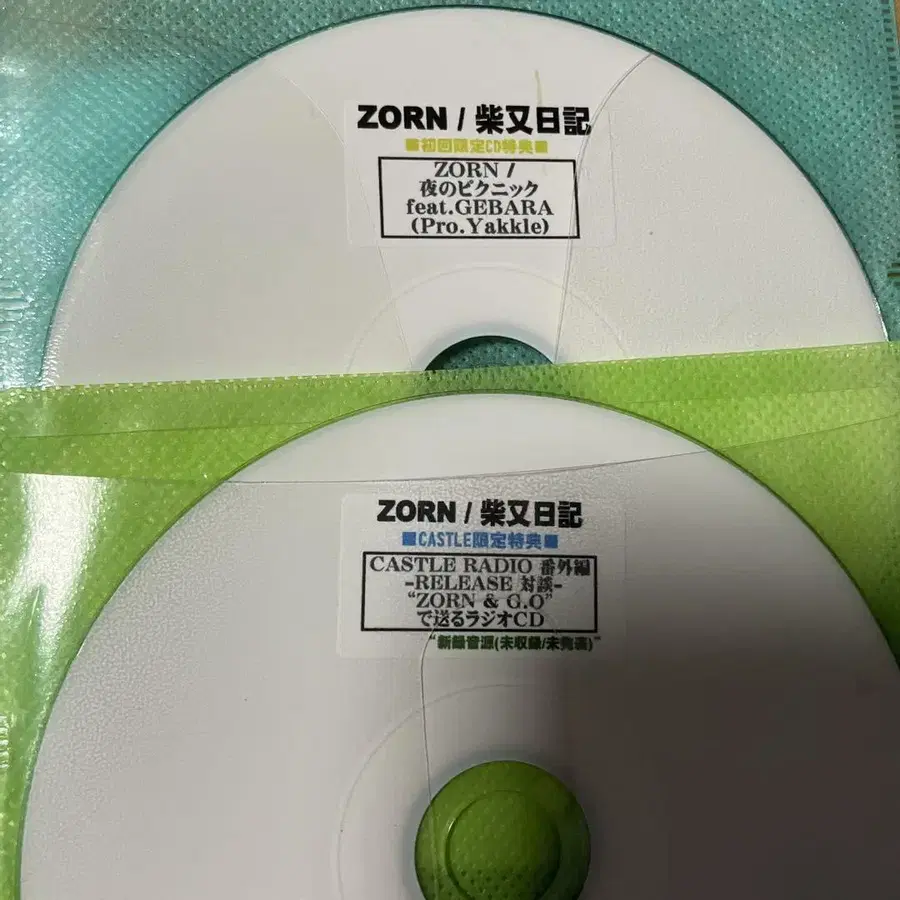 ZORN / 柴又日記
■初回限定CD特典■
ZORN /
夜のピクニック
feat.GEBARA
(Pro.Yakkle)
ZORN / 柴又日記
■CASTLE限定特典■
CASTLE RADIO 番外編
-RELEASE 対談-
“ZORN & G.O”
で送るラジオCD
“新録音源(未収録/未発表)”